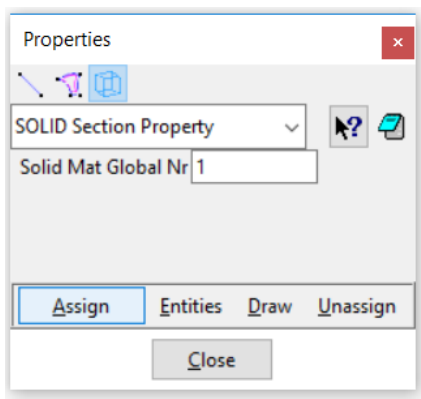 Properties
×
SOLID Section Property
?
Solid Mat Global Nr 1
Assign Entities Draw Unassign
Close